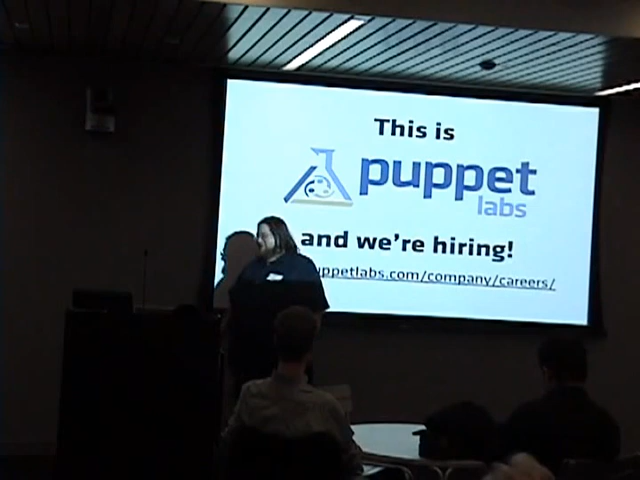 This is
puppet
labs
and we're hiring!
uppetlabs.com/company/careers/